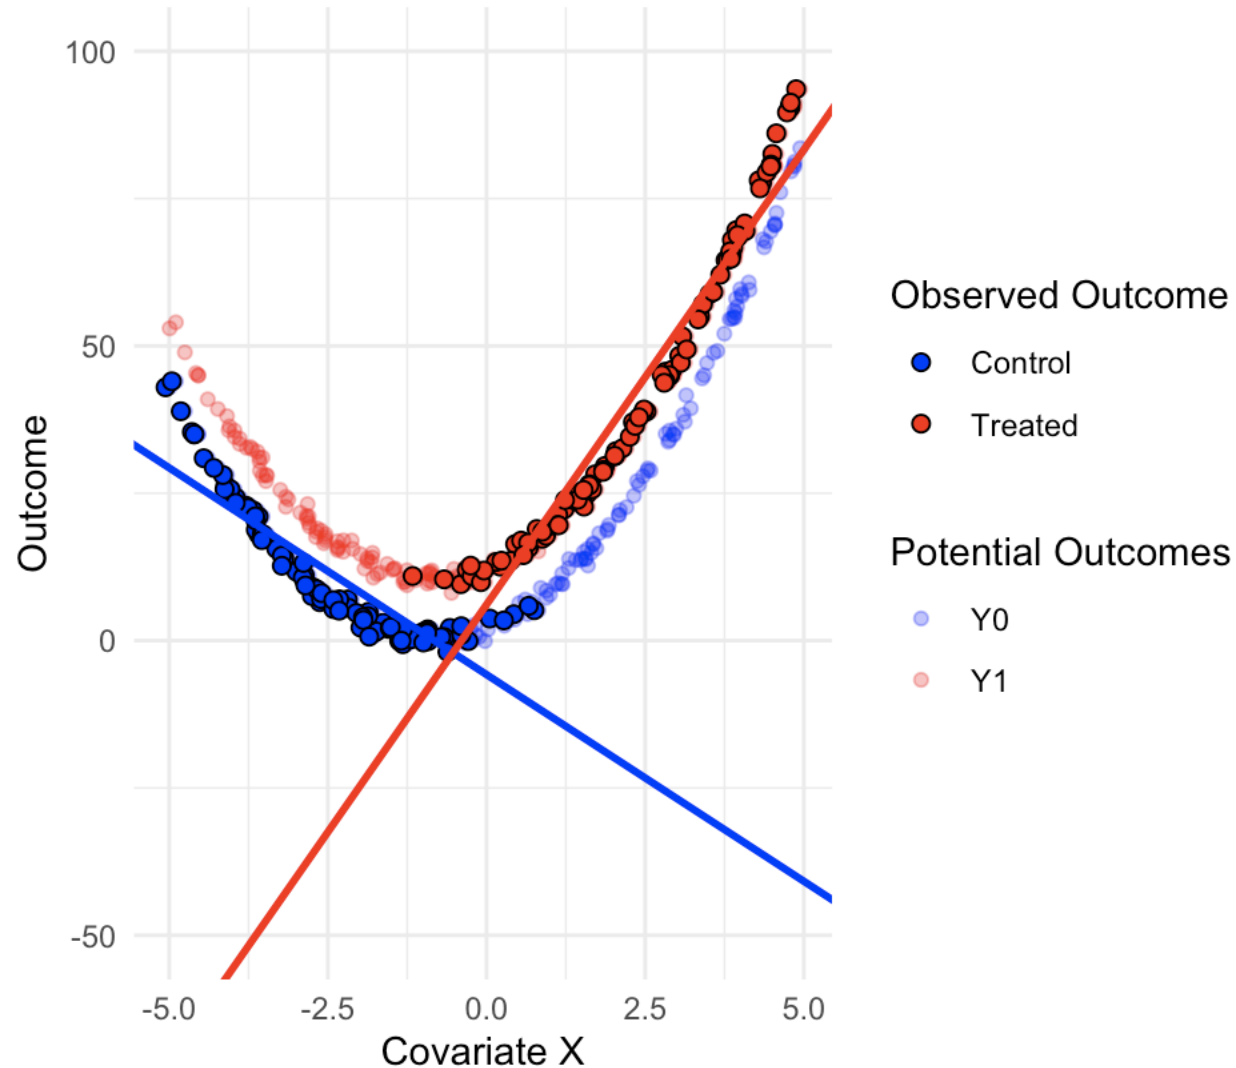 100
50
0
-50
Outcome
-5.0
-2.5
0.0
2.5
5.0
Covariate X
Observed Outcome
Control
Treated
Potential Outcomes
Y0
Y1